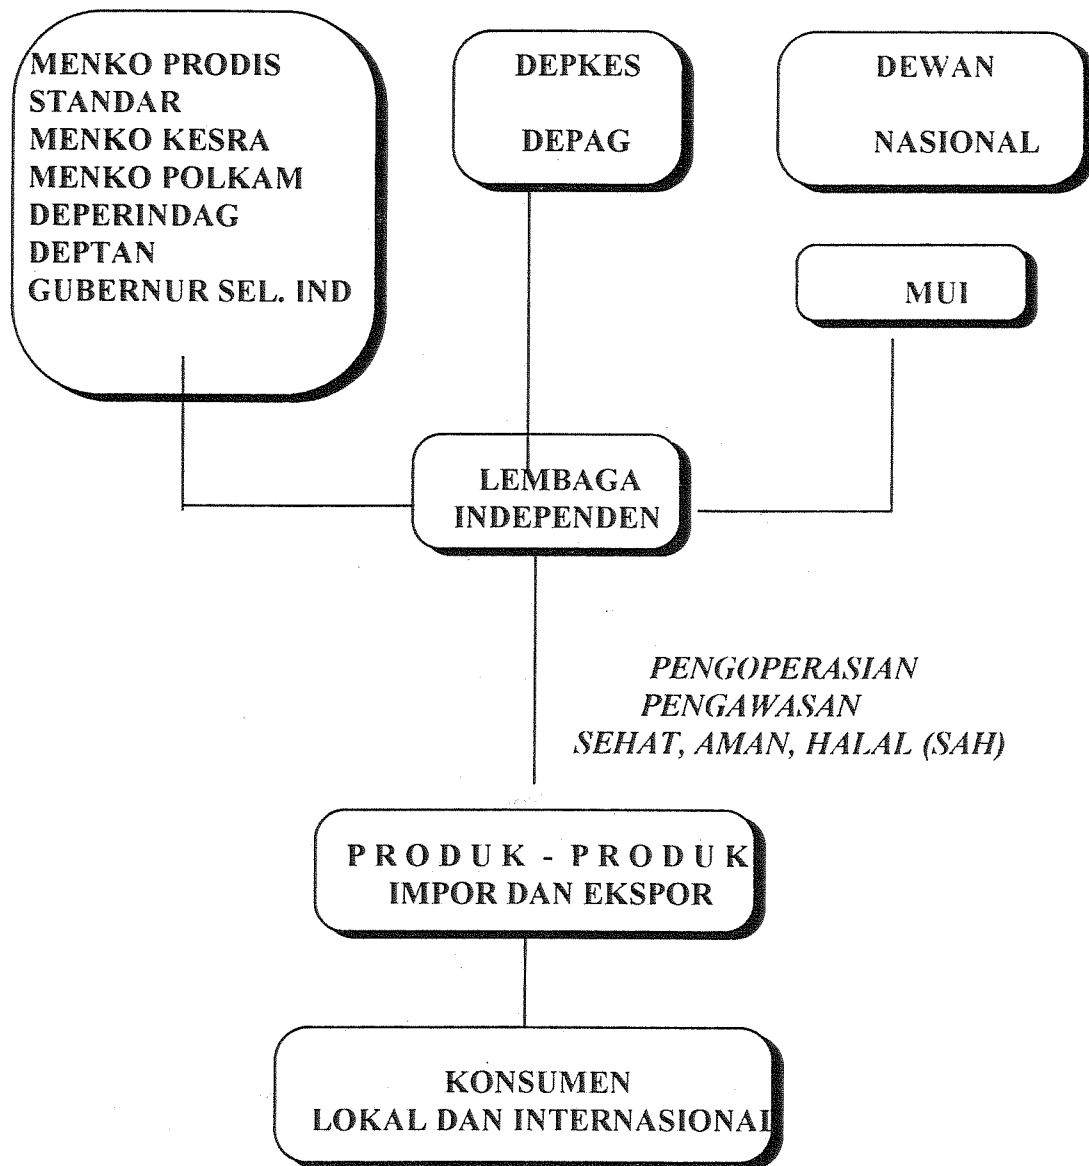 MENKO PRODIS
STANDAR
MENKO KESRA
MENKO POLKAM
DEPERINDAG
DEPTAN
GUBERNUR SEL. IND
DEPKES
DEPAG
DEWAN
NASIONAL
MUI
LEMBAGA
INDEPENDEN
PENGOPERASIAN
PENGAWASAN
SEHAT, AMAN, HALAL (SAH)
P R O D U K - P R O D U K
IMPOR DAN EKSPOR
KONSUMEN
LOKAL DAN INTERNASIONAL